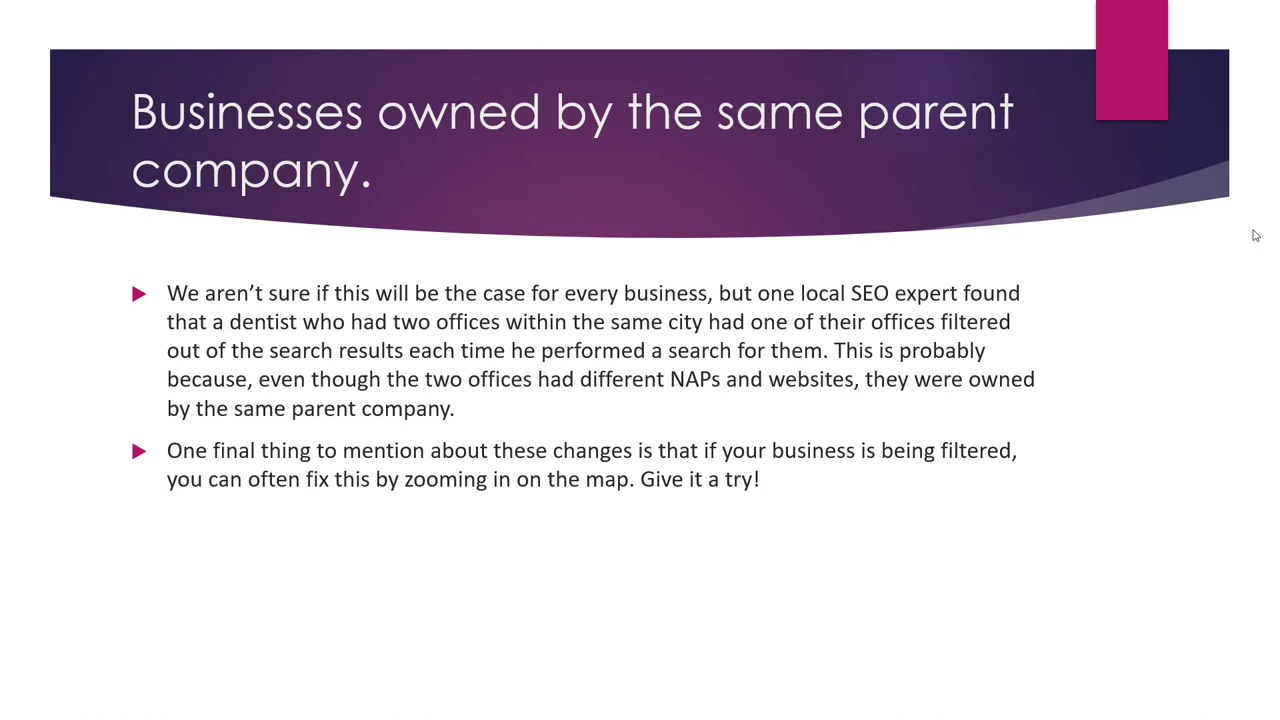 Businesses owned by the same parent
company.
We aren’t sure if this will be the case for every business, but one local SEO expert found
that a dentist who had two offices within the same city had one of their offices filtered
out of the search results each time he performed a search for them. This is probably
because, even though the two offices had different NAPs and websites, they were owned
by the same parent company.
One final thing to mention about these changes is that if your business is being filtered,
you can often fix this by zooming in on the map. Give it a try!